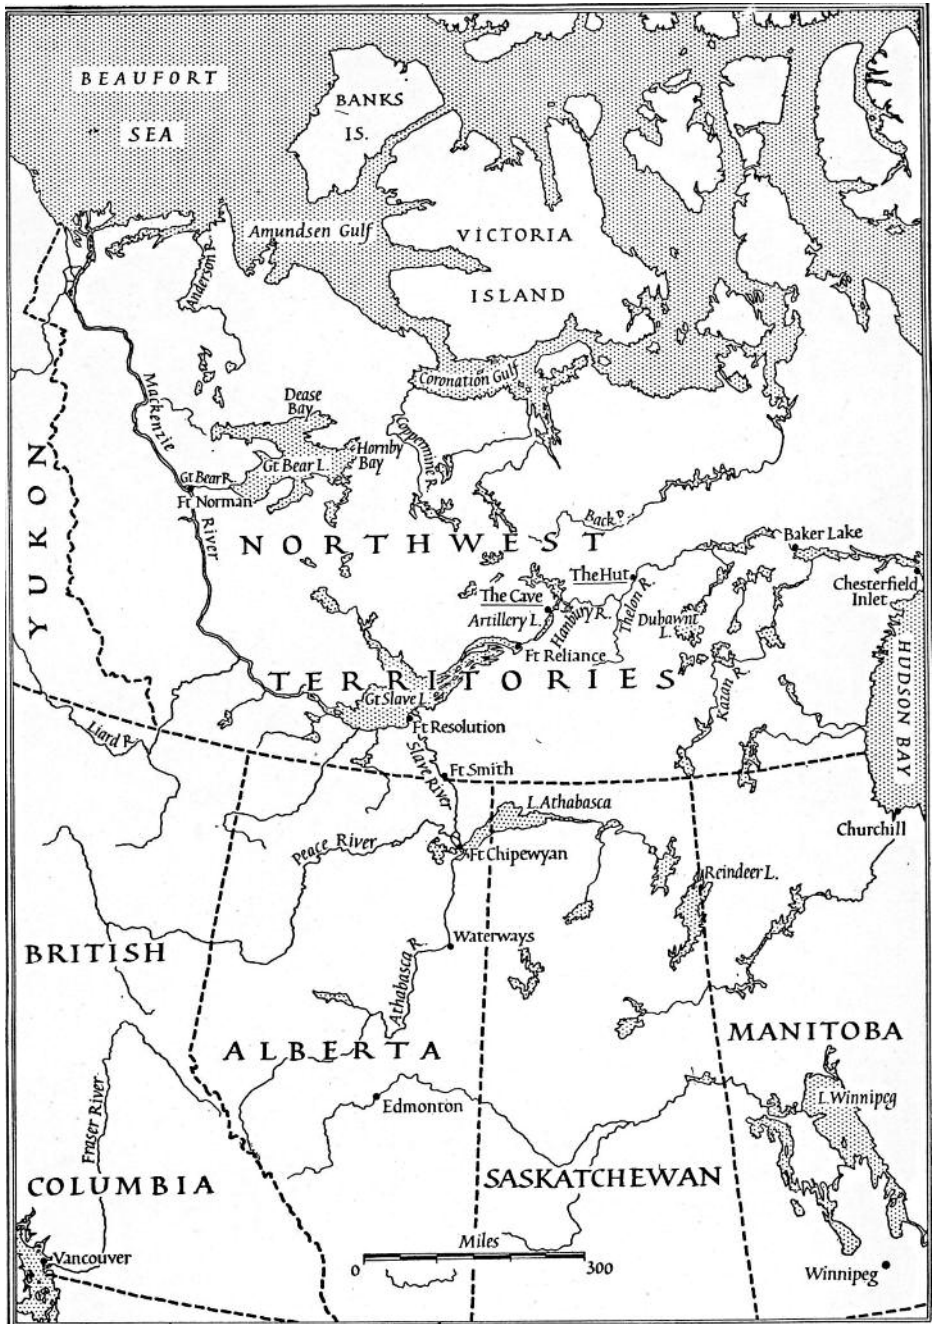 BEAUFORT
SEA
BANKS
IS.
Amundsen Gulf
VICTORIA
ISLAND
Anderson R.
Coronation Gulf
Mackenzie
River
Dease
Bay
Hornby
Bay
Coppermine R.
Gt Bear R.
Gt Bear L.
Ft Norman
YUKON
Back R.
NORTHWEST
Baker Lake
The Hut
Chesterfield
Inlet
The Cave
Artillery L.
Hanbury R.
Thelon R.
Dubawnt
L.
Ft Reliance
HUDSON BAY
TERRITORIES
Gt Slave L.
Kazan R.
Ft Resolution
Liard R.
Slave River
Ft Smith
L. Athabasca
Churchill
Peace River
Ft Chipewyan
Reindeer L.
Waterways
BRITISH
Athabasca R.
MANITOBA
ALBERTA
L. Winnipeg
Edmonton
Fraser River
COLUMBIA
SASKATCHEWAN
Miles
0 300
Vancouver
Winnipeg